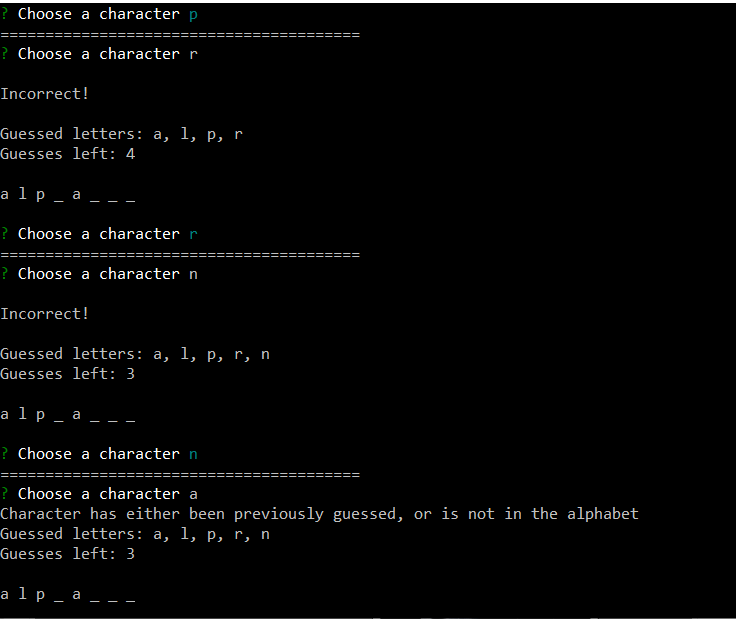 ? Choose a character p
========================================
? Choose a character r
Incorrect!
Guessed letters: a, l, p, r
Guesses left: 4
a l p _ a _ _ _
? Choose a character r
========================================
? Choose a character n
Incorrect!
Guessed letters: a, l, p, r, n
Guesses left: 3
a l p _ a _ _ _
? Choose a character n
========================================
? Choose a character a
Character has either been previously guessed, or is not in the alphabet
Guessed letters: a, l, p, r, n
Guesses left: 3
a l p _ a _ _ _